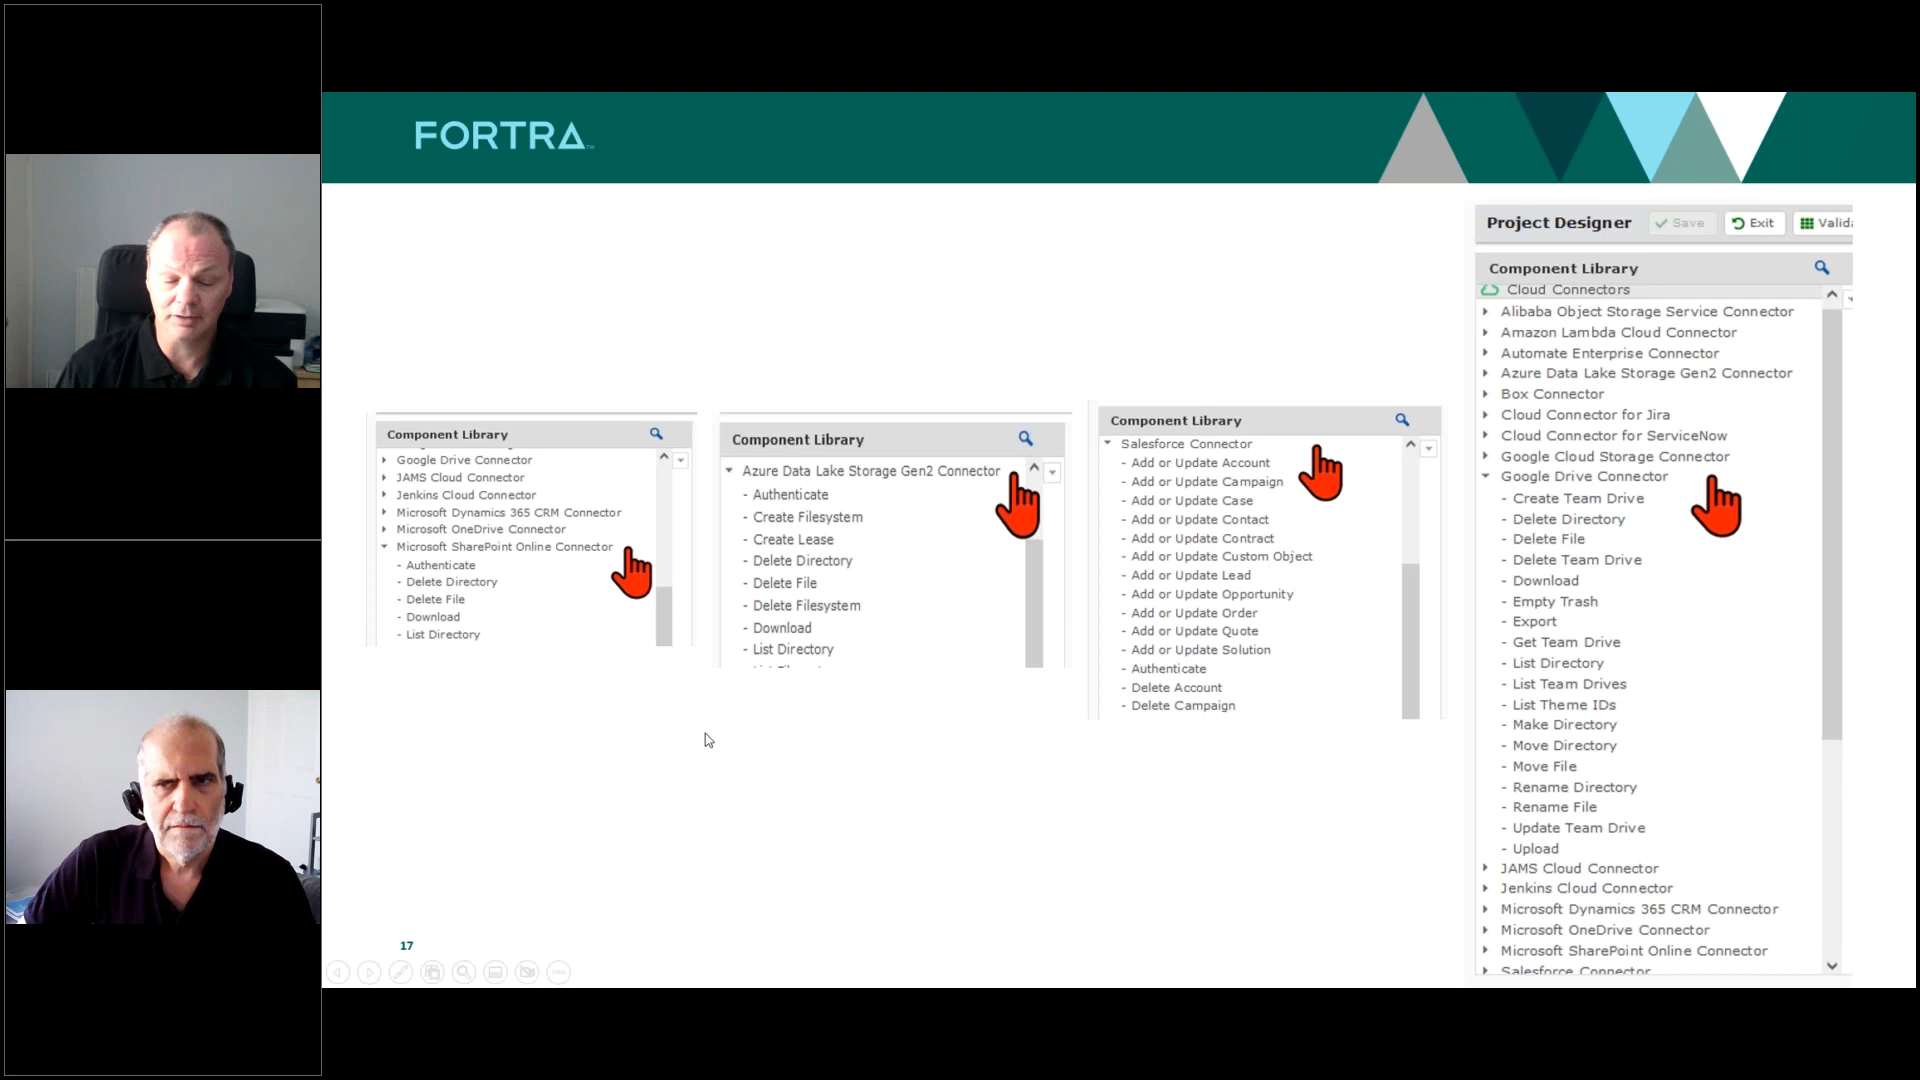 FORTRA™
Component Library
Google Drive Connector
JAMS Cloud Connector
Jenkins Cloud Connector
Microsoft Dynamics 365 CRM Connector
Microsoft OneDrive Connector
Microsoft SharePoint Online Connector
- Authenticate
- Delete Directory
- Delete File
- Download
- List Directory
Component Library
Azure Data Lake Storage Gen2 Connector
- Authenticate
- Create Filesystem
- Create Lease
- Delete Directory
- Delete File
- Delete Filesystem
- Download
- List Directory
Component Library
Salesforce Connector
- Add or Update Account
- Add or Update Campaign
- Add or Update Case
- Add or Update Contact
- Add or Update Contract
- Add or Update Custom Object
- Add or Update Lead
- Add or Update Opportunity
- Add or Update Order
- Add or Update Quote
- Add or Update Solution
- Authenticate
- Delete Account
- Delete Campaign
Project Designer Save Exit Valida
Component Library
Cloud Connectors
Alibaba Object Storage Service Connector
Amazon Lambda Cloud Connector
Automate Enterprise Connector
Azure Data Lake Storage Gen2 Connector
Box Connector
Cloud Connector for Jira
Cloud Connector for ServiceNow
Google Cloud Storage Connector
Google Drive Connector
- Create Team Drive
- Delete Directory
- Delete File
- Delete Team Drive
- Download
- Empty Trash
- Export
- Get Team Drive
- List Directory
- List Team Drives
- List Theme IDs
- Make Directory
- Move Directory
- Move File
- Rename Directory
- Rename File
- Update Team Drive
- Upload
JAMS Cloud Connector
Jenkins Cloud Connector
Microsoft Dynamics 365 CRM Connector
Microsoft OneDrive Connector
Microsoft SharePoint Online Connector
Salesforce Connector
17